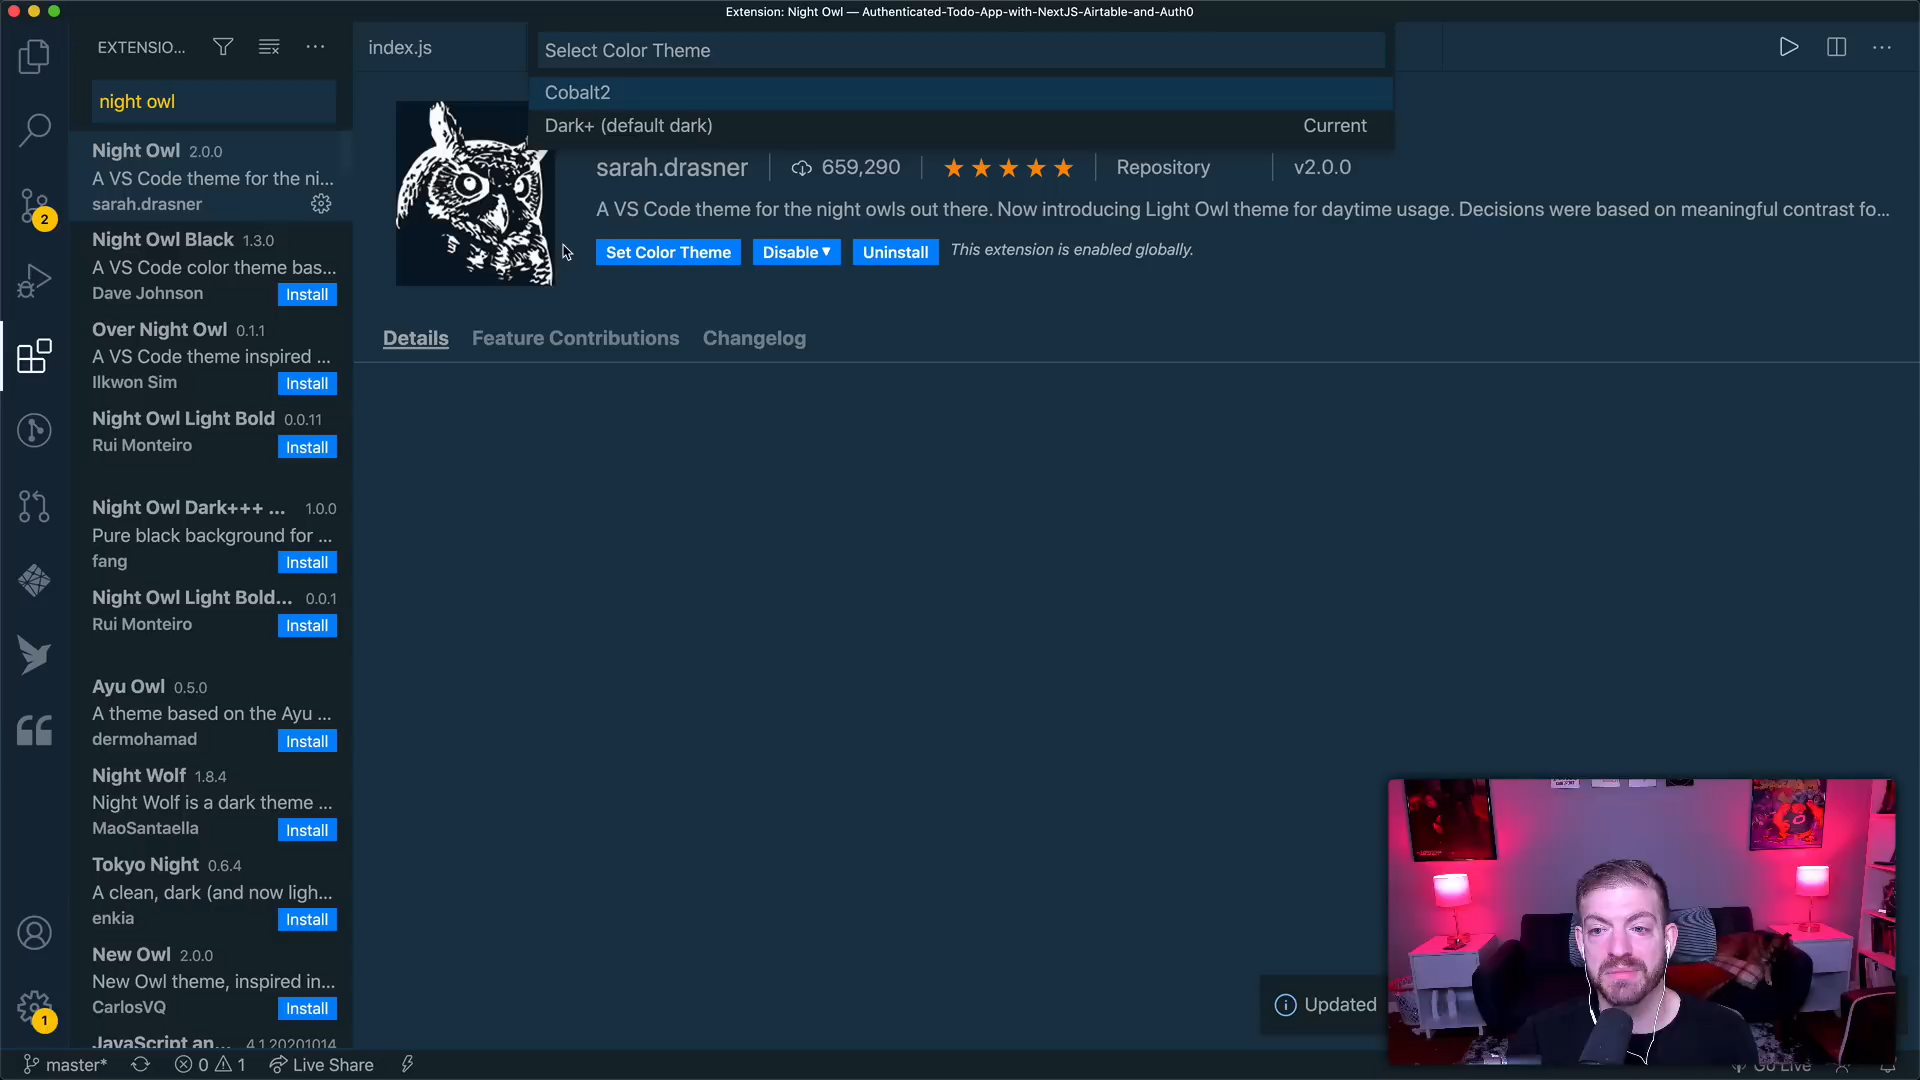 Extension: Night Owl — Authenticated-Todo-App-with-NextJS-Airtable-and-Auth0
EXTENSIO...
night owl
Night Owl 2.0.0
A VS Code theme for the ni...
sarah.drasner
Night Owl Black 1.3.0
A VS Code color theme bas...
Dave Johnson
Install
Over Night Owl 0.1.1
A VS Code theme inspired ...
Ilkwon Sim
Install
Night Owl Light Bold 0.0.11
Rui Monteiro
Install
Night Owl Dark+++ ... 1.0.0
Pure black background for ...
fang
Install
Night Owl Light Bold... 0.0.1
Rui Monteiro
Install
Ayu Owl 0.5.0
A theme based on the Ayu ...
dermohamad
Install
Night Wolf 1.8.4
Night Wolf is a dark theme ...
MaoSantaella
Install
Tokyo Night 0.6.4
A clean, dark (and now ligh...
enkia
Install
New Owl 2.0.0
New Owl theme, inspired in...
CarlosVQ
Install
JavaScript an... 4.1.20201014
2
1
index.js
Select Color Theme
Cobalt2
Dark+ (default dark) Current
sarah.drasner 659,290 Repository v2.0.0
A VS Code theme for the night owls out there. Now introducing Light Owl theme for daytime usage. Decisions were based on meaningful contrast fo...
Set Color Theme Disable Uninstall This extension is enabled globally.
Details Feature Contributions Changelog
Updated
master* 0 1 Live Share Go Live